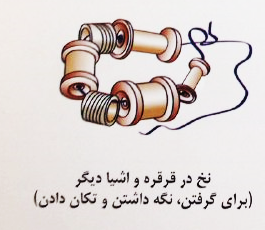 نخ در قرقره و اشیا دیگر
(برای گرفتن، نگه داشتن و تکان دادن)